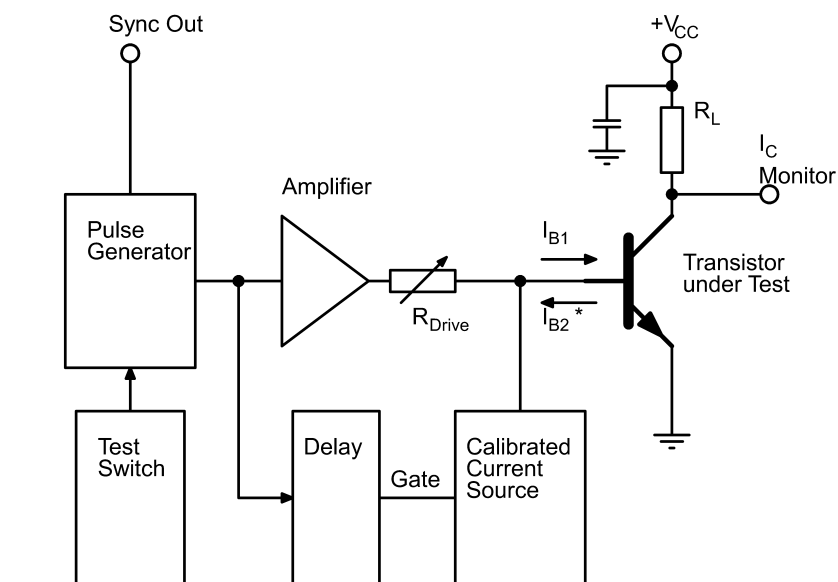 Sync Out
+VCC
RL
IC
Monitor
Amplifier
Pulse
Generator
IB1
Transistor
under Test
RDrive
IB2 *
Test
Switch
Delay
Gate
Calibrated
Current
Source